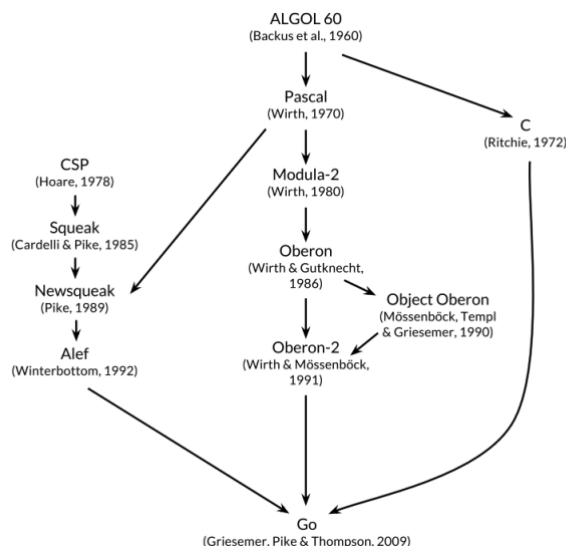 ALGOL 60
(Backus et al., 1960)
Pascal
(Wirth, 1970)
C
(Ritchie, 1972)
CSP
(Hoare, 1978)
Modula-2
(Wirth, 1980)
Squeak
(Cardelli & Pike, 1985)
Oberon
(Wirth & Gutknecht,
1986)
Newsqueak
(Pike, 1989)
Object Oberon
(Mössenböck, Templ
& Griesemer, 1990)
Oberon-2
(Wirth & Mössenböck,
1991)
Alef
(Winterbottom, 1992)
Go
(Griesemer, Pike & Thompson, 2009)